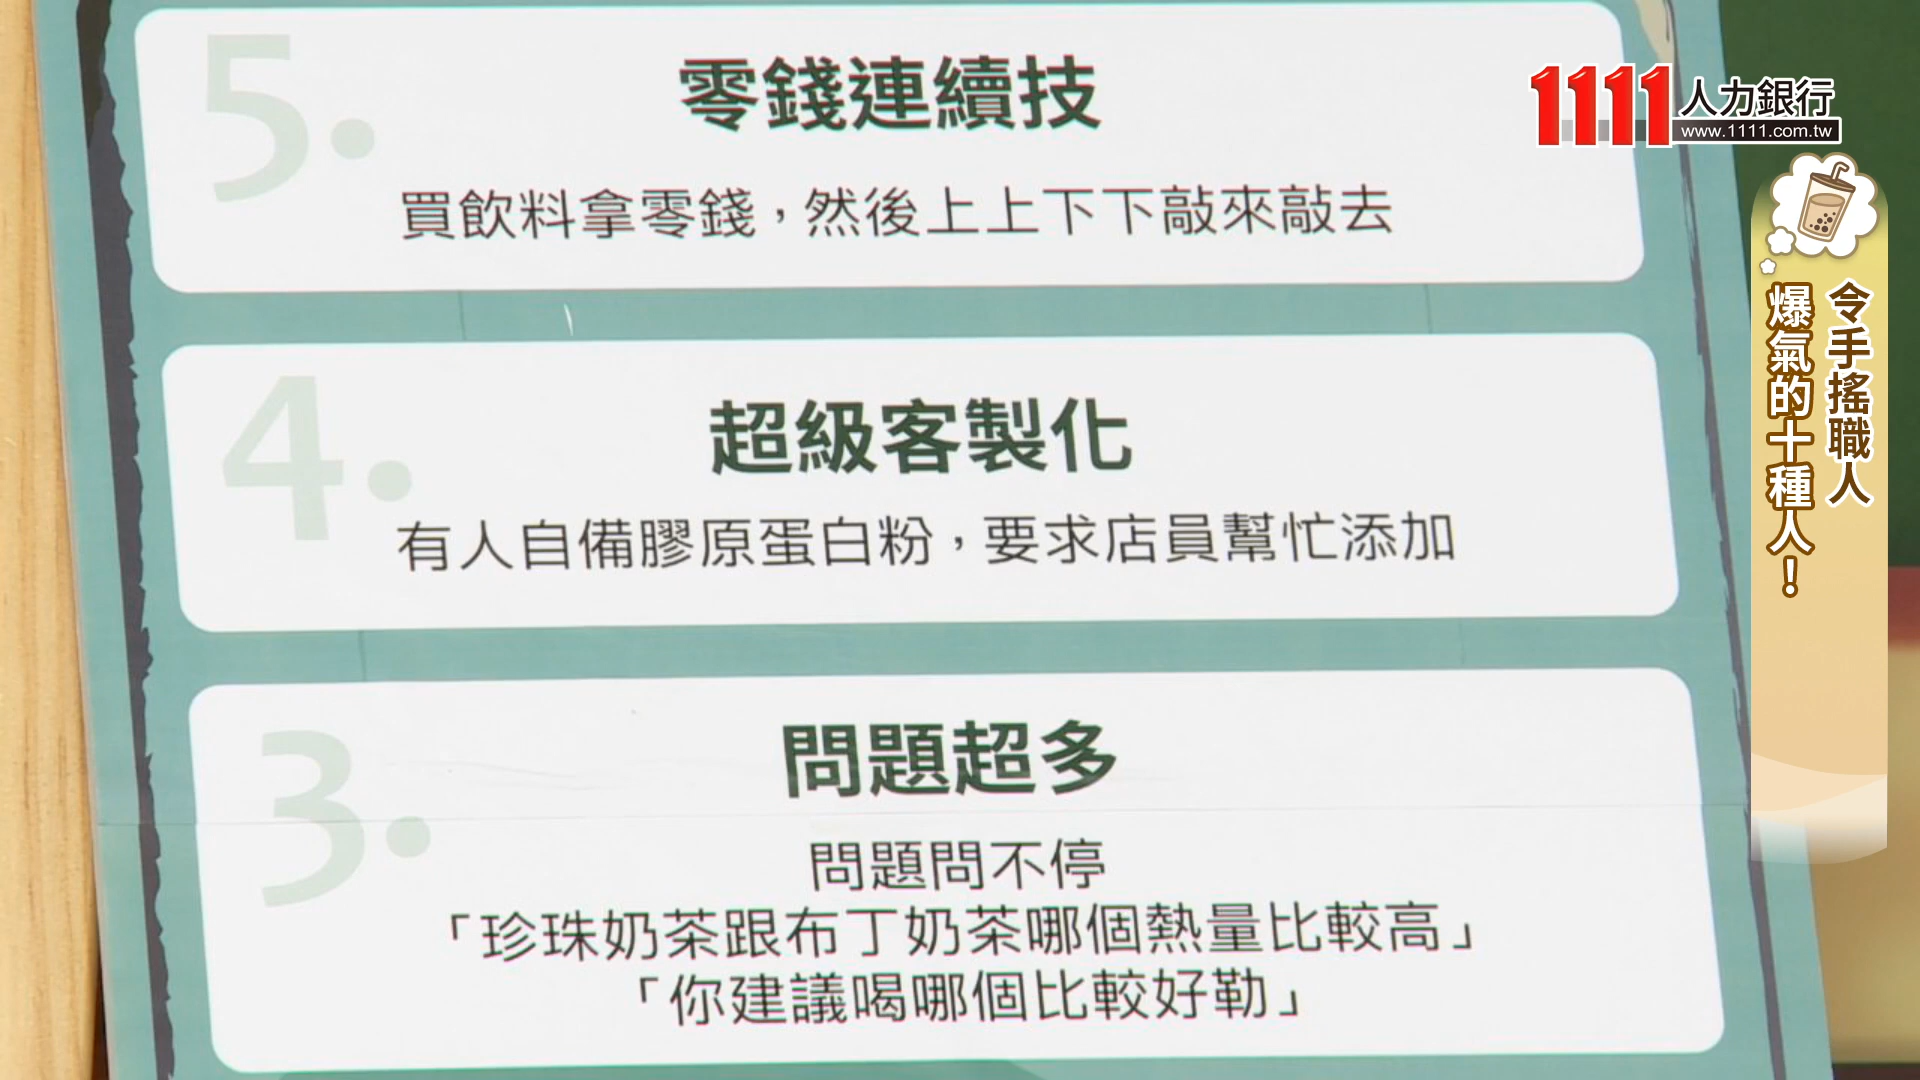 5.
零錢連續技
買飲料拿零錢，然後上上下下敲來敲去
4.
超級客製化
有人自備膠原蛋白粉，要求店員幫忙添加
3.
問題超多
問題問不停
「珍珠奶茶跟布丁奶茶哪個熱量比較高」
「你建議喝哪個比較好勒」
1111人力銀行
www.1111.com.tw
令手搖職人
爆氣的十種人！